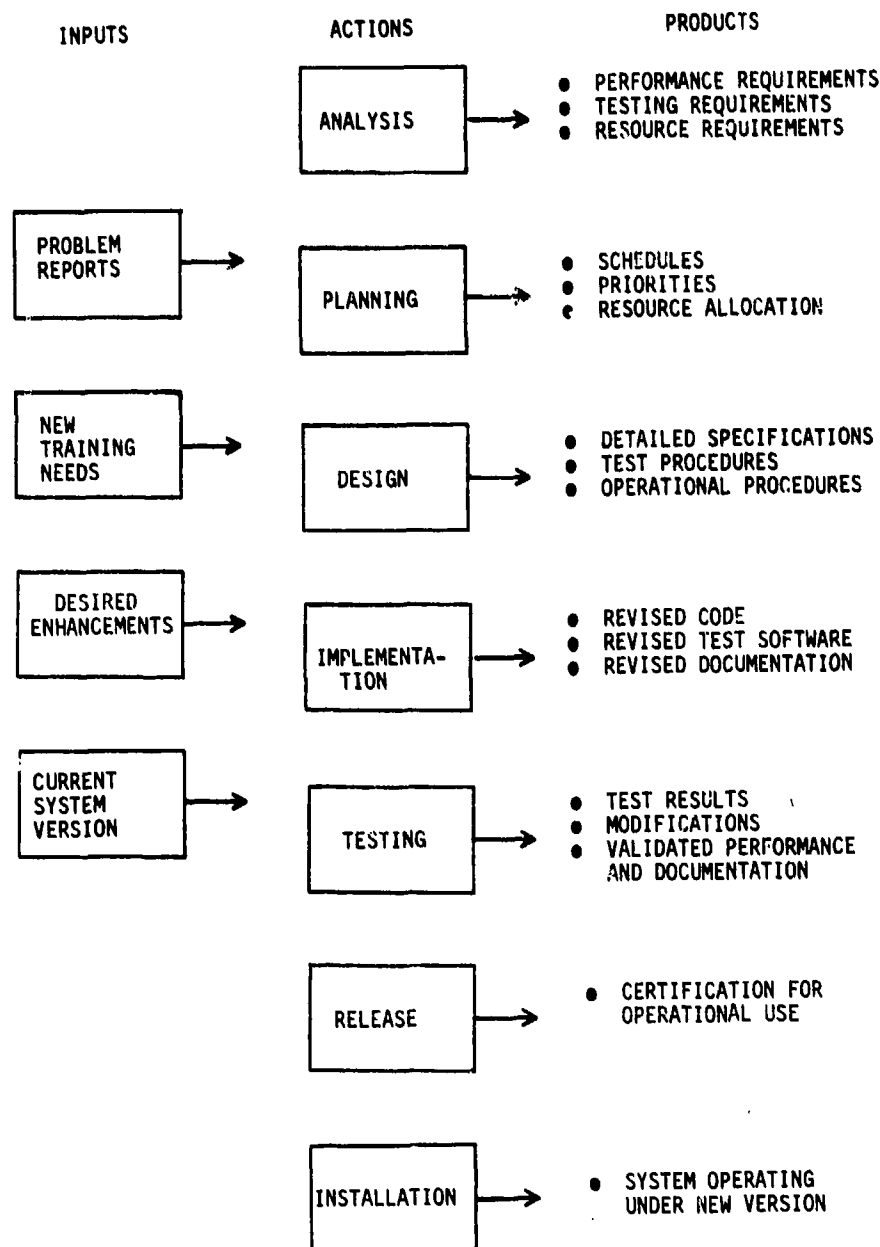 INPUTS
ACTIONS
PRODUCTS
ANALYSIS
● PERFORMANCE REQUIREMENTS
● TESTING REQUIREMENTS
● RESOURCE REQUIREMENTS
PROBLEM
REPORTS
PLANNING
● SCHEDULES
● PRIORITIES
● RESOURCE ALLOCATION
NEW
TRAINING
NEEDS
DESIGN
● DETAILED SPECIFICATIONS
● TEST PROCEDURES
● OPERATIONAL PROCEDURES
DESIRED
ENHANCEMENTS
IMPLEMENTA-
TION
● REVISED CODE
● REVISED TEST SOFTWARE
● REVISED DOCUMENTATION
CURRENT
SYSTEM
VERSION
TESTING
● TEST RESULTS
● MODIFICATIONS
● VALIDATED PERFORMANCE
AND DOCUMENTATION
RELEASE
● CERTIFICATION FOR
OPERATIONAL USE
INSTALLATION
● SYSTEM OPERATING
UNDER NEW VERSION